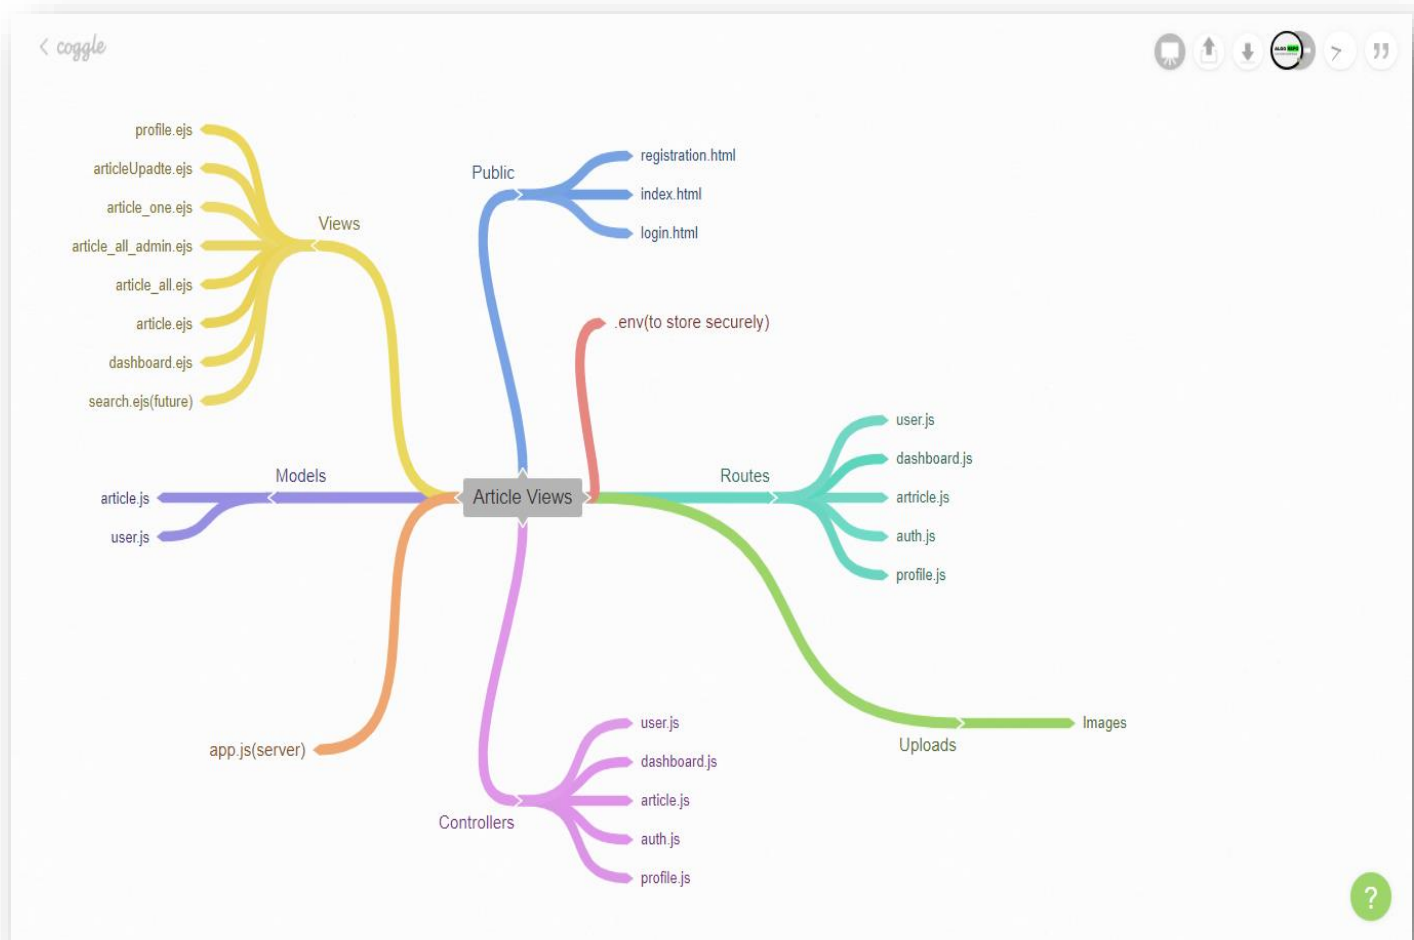 coggle
profile.ejs
articleUpadte.ejs
article_one.ejs
article_all_admin.ejs
article_all.ejs
article.ejs
dashboard.ejs
search.ejs(future)
Views
Public
registration.html
index.html
login.html
.env(to store securely)
Models
article.js
user.js
Article Views
Routes
user.js
dashboard.js
artricle.js
auth.js
profile.js
app.js(server)
Uploads
Images
Controllers
user.js
dashboard.js
article.js
auth.js
profile.js
?